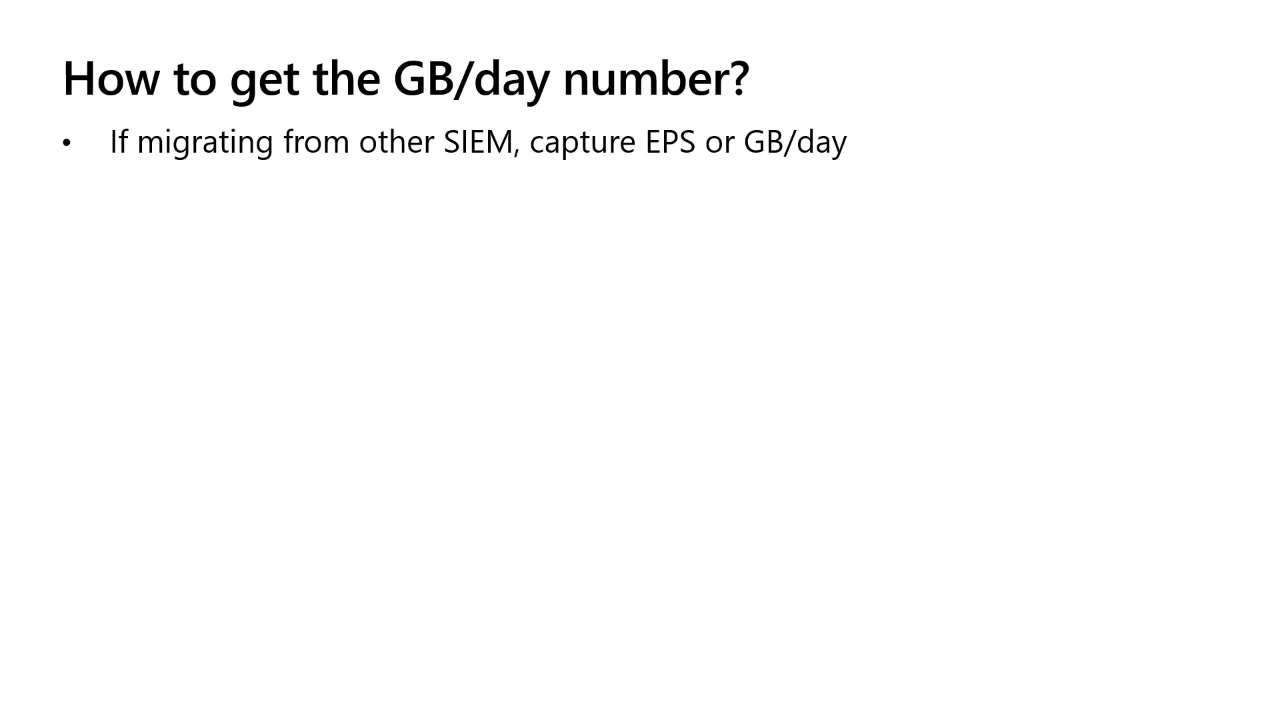 How to get the GB/day number?
• If migrating from other SIEM, capture EPS or GB/day